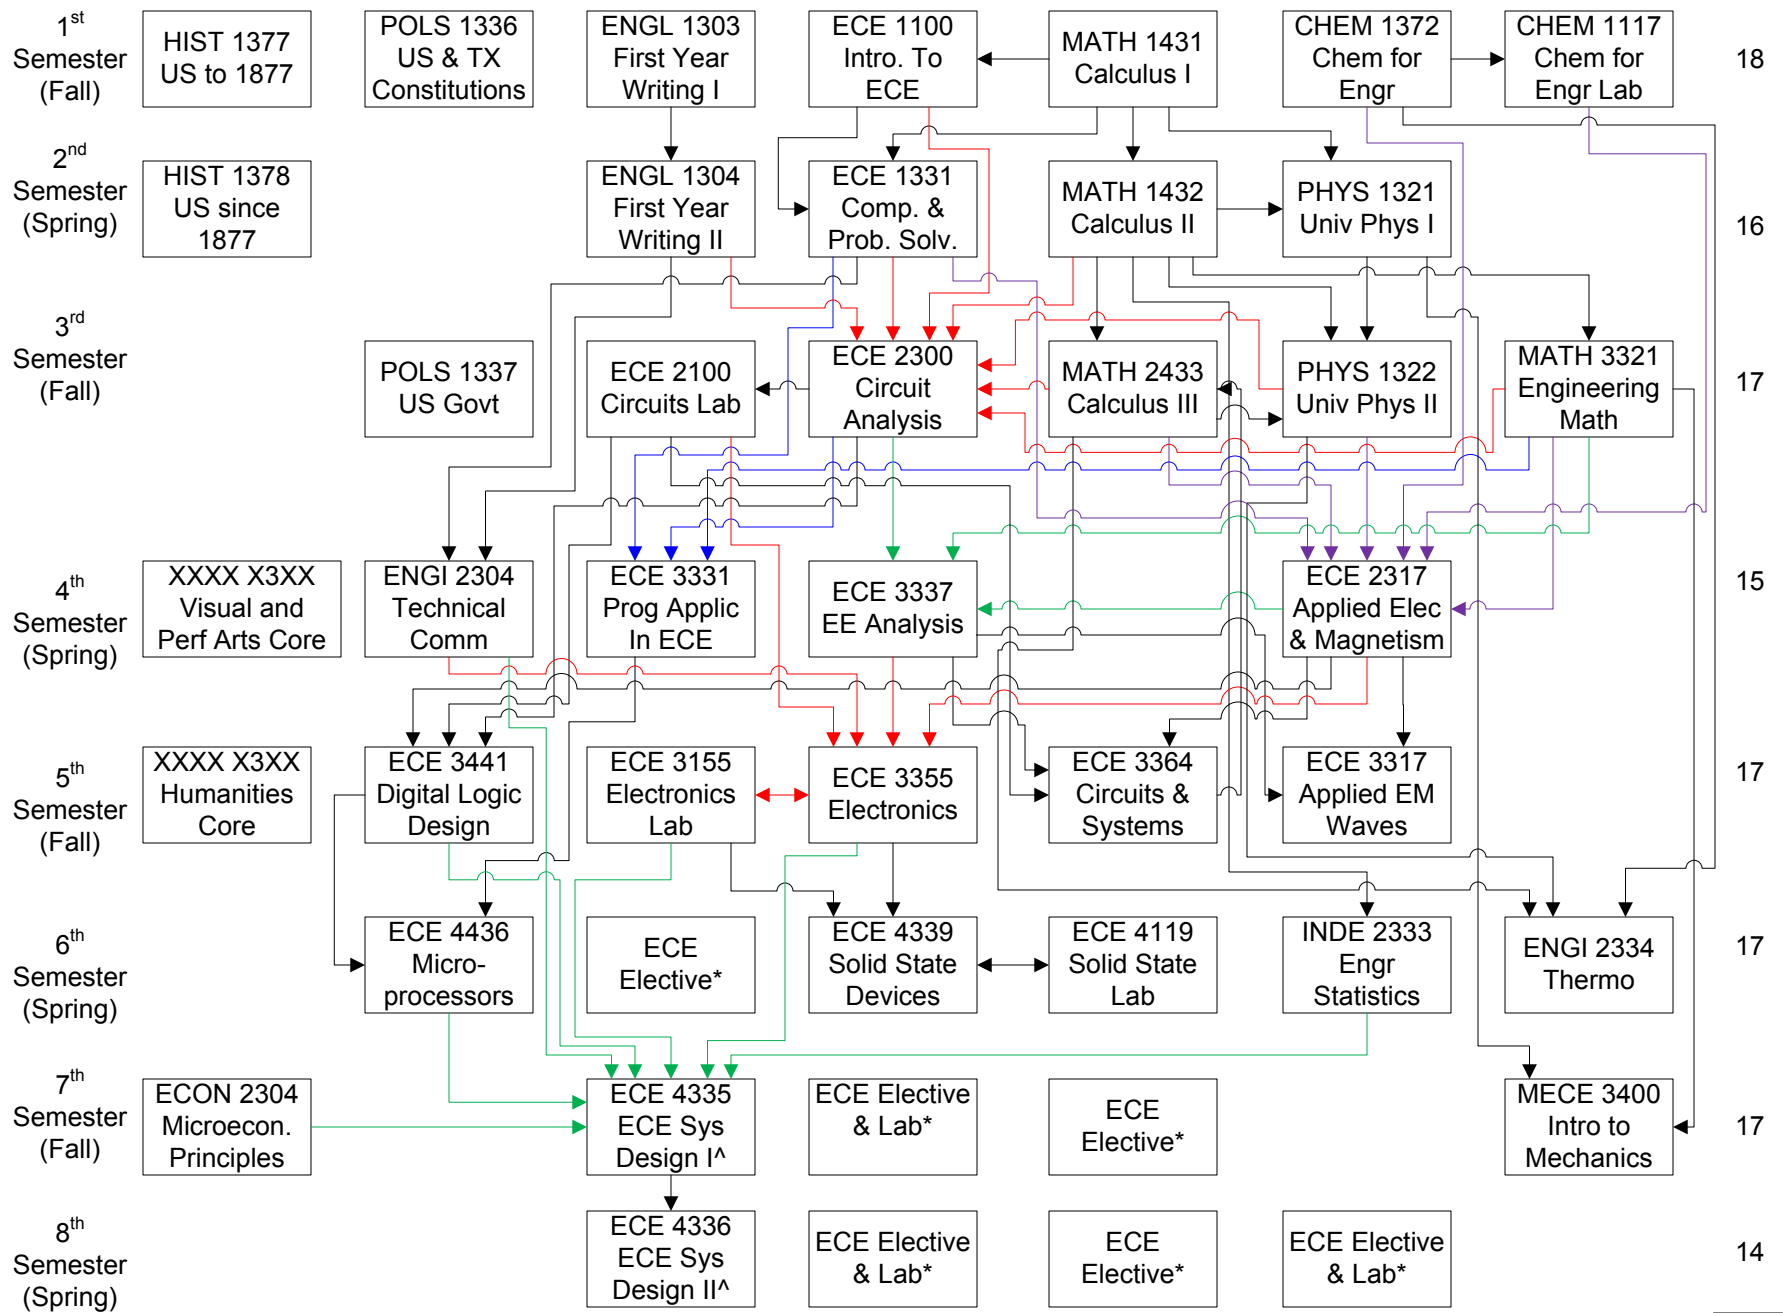 1st
Semester
(Fall)
HIST 1377
US to 1877
POLS 1336
US & TX
Constitutions
ENGL 1303
First Year
Writing I
ECE 1100
Intro. To
ECE
MATH 1431
Calculus I
CHEM 1372
Chem for
Engr
CHEM 1117
Chem for
Engr Lab
18
2nd
Semester
(Spring)
HIST 1378
US since
1877
ENGL 1304
First Year
Writing II
ECE 1331
Comp. &
Prob. Solv.
MATH 1432
Calculus II
PHYS 1321
Univ Phys I
16
3rd
Semester
(Fall)
POLS 1337
US Govt
ECE 2100
Circuits Lab
ECE 2300
Circuit
Analysis
MATH 2433
Calculus III
PHYS 1322
Univ Phys II
MATH 3321
Engineering
Math
17
4th
Semester
(Spring)
XXXX X3XX
Visual and
Perf Arts Core
ENGI 2304
Technical
Comm
ECE 3331
Prog Applic
In ECE
ECE 3337
EE Analysis
ECE 2317
Applied Elec
& Magnetism
15
5th
Semester
(Fall)
XXXX X3XX
Humanities
Core
ECE 3441
Digital Logic
Design
ECE 3155
Electronics
Lab
ECE 3355
Electronics
ECE 3364
Circuits &
Systems
ECE 3317
Applied EM
Waves
17
6th
Semester
(Spring)
ECE 4436
Micro-
processors
ECE
Elective*
ECE 4339
Solid State
Devices
ECE 4119
Solid State
Lab
INDE 2333
Engr
Statistics
ENGI 2334
Thermo
17
7th
Semester
(Fall)
ECON 2304
Microecon.
Principles
ECE 4335
ECE Sys
Design I^
ECE Elective
& Lab*
ECE
Elective*
MECE 3400
Intro to
Mechanics
17
8th
Semester
(Spring)
ECE 4336
ECE Sys
Design II^
ECE Elective
& Lab*
ECE
Elective*
ECE Elective
& Lab*
14